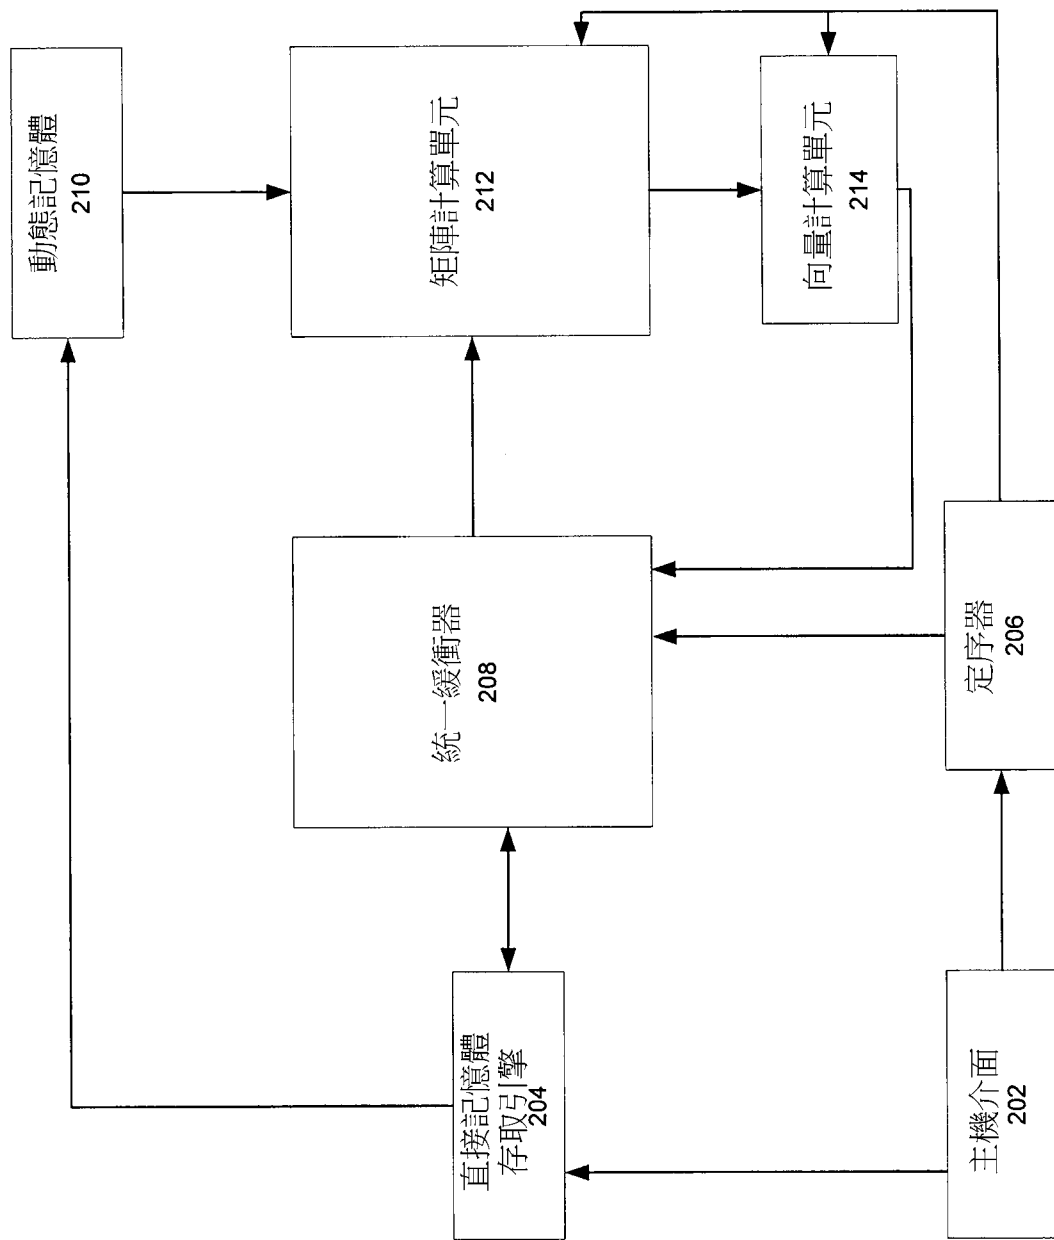 動態記憶體
210
矩陣計算單元
212
向量計算單元
214
統一緩衝器
208
定序器
206
直接記憶體
存取引擎
204
主機介面
202